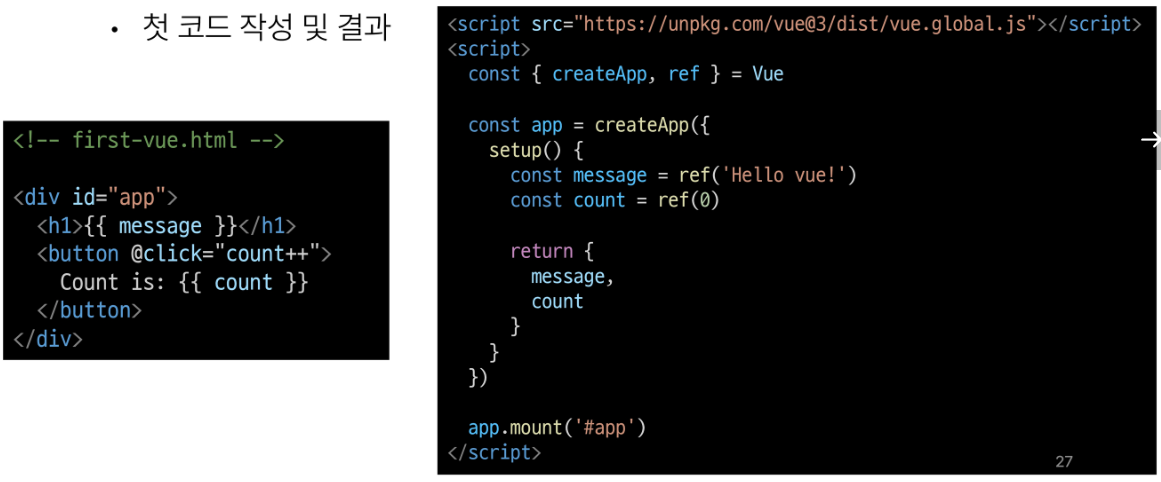 • 첫 코드 작성 및 결과
<!-- first-vue.html -->
<div id="app">
  <h1>{{ message }}</h1>
  <button @click="count++">
    Count is: {{ count }}
  </button>
</div>
<script src="https://unpkg.com/vue@3/dist/vue.global.js"></script>
<script>
  const { createApp, ref } = Vue

  const app = createApp({
    setup() {
      const message = ref('Hello vue!')
      const count = ref(0)

      return {
        message,
        count
      }
    }
  })

  app.mount('#app')
</script>
27